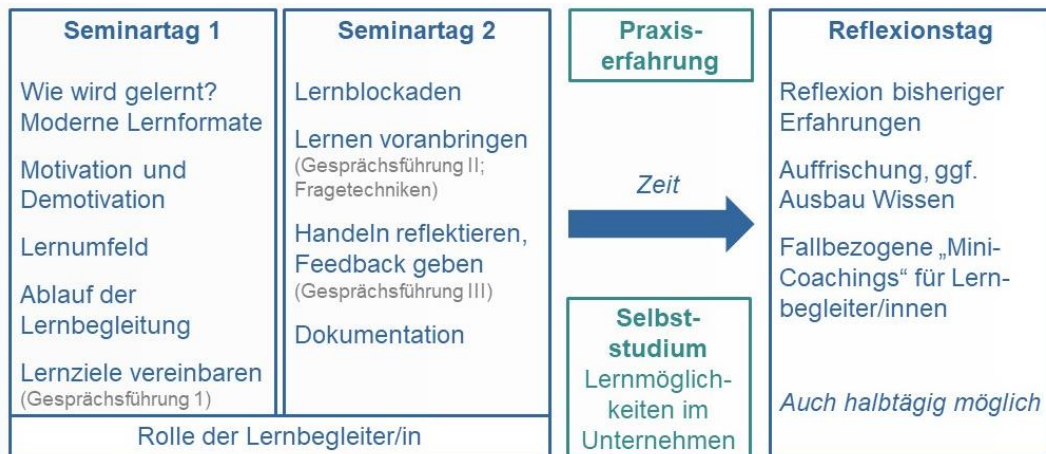 Seminartag 1
Wie wird gelernt?
Moderne Lernformate
Motivation und
Demotivation
Lernumfeld
Ablauf der
Lernbegleitung
Lernziele vereinbaren
(Gesprächsführung 1)
Seminartag 2
Lernblockaden
Lernen voranbringen
(Gesprächsführung II;
Fragetechniken)
Handeln reflektieren,
Feedback geben
(Gesprächsführung III)
Dokumentation
Rolle der Lernbegleiter/in
Praxis-
erfahrung
Zeit
Selbst-
studium
Lernmöglich-
keiten im
Unternehmen
Reflexionstag
Reflexion bisheriger
Erfahrungen
Auffrischung, ggf.
Ausbau Wissen
Fallbezogene „Mini-
Coachings“ für Lern-
begleiter/innen
Auch halbtägig möglich